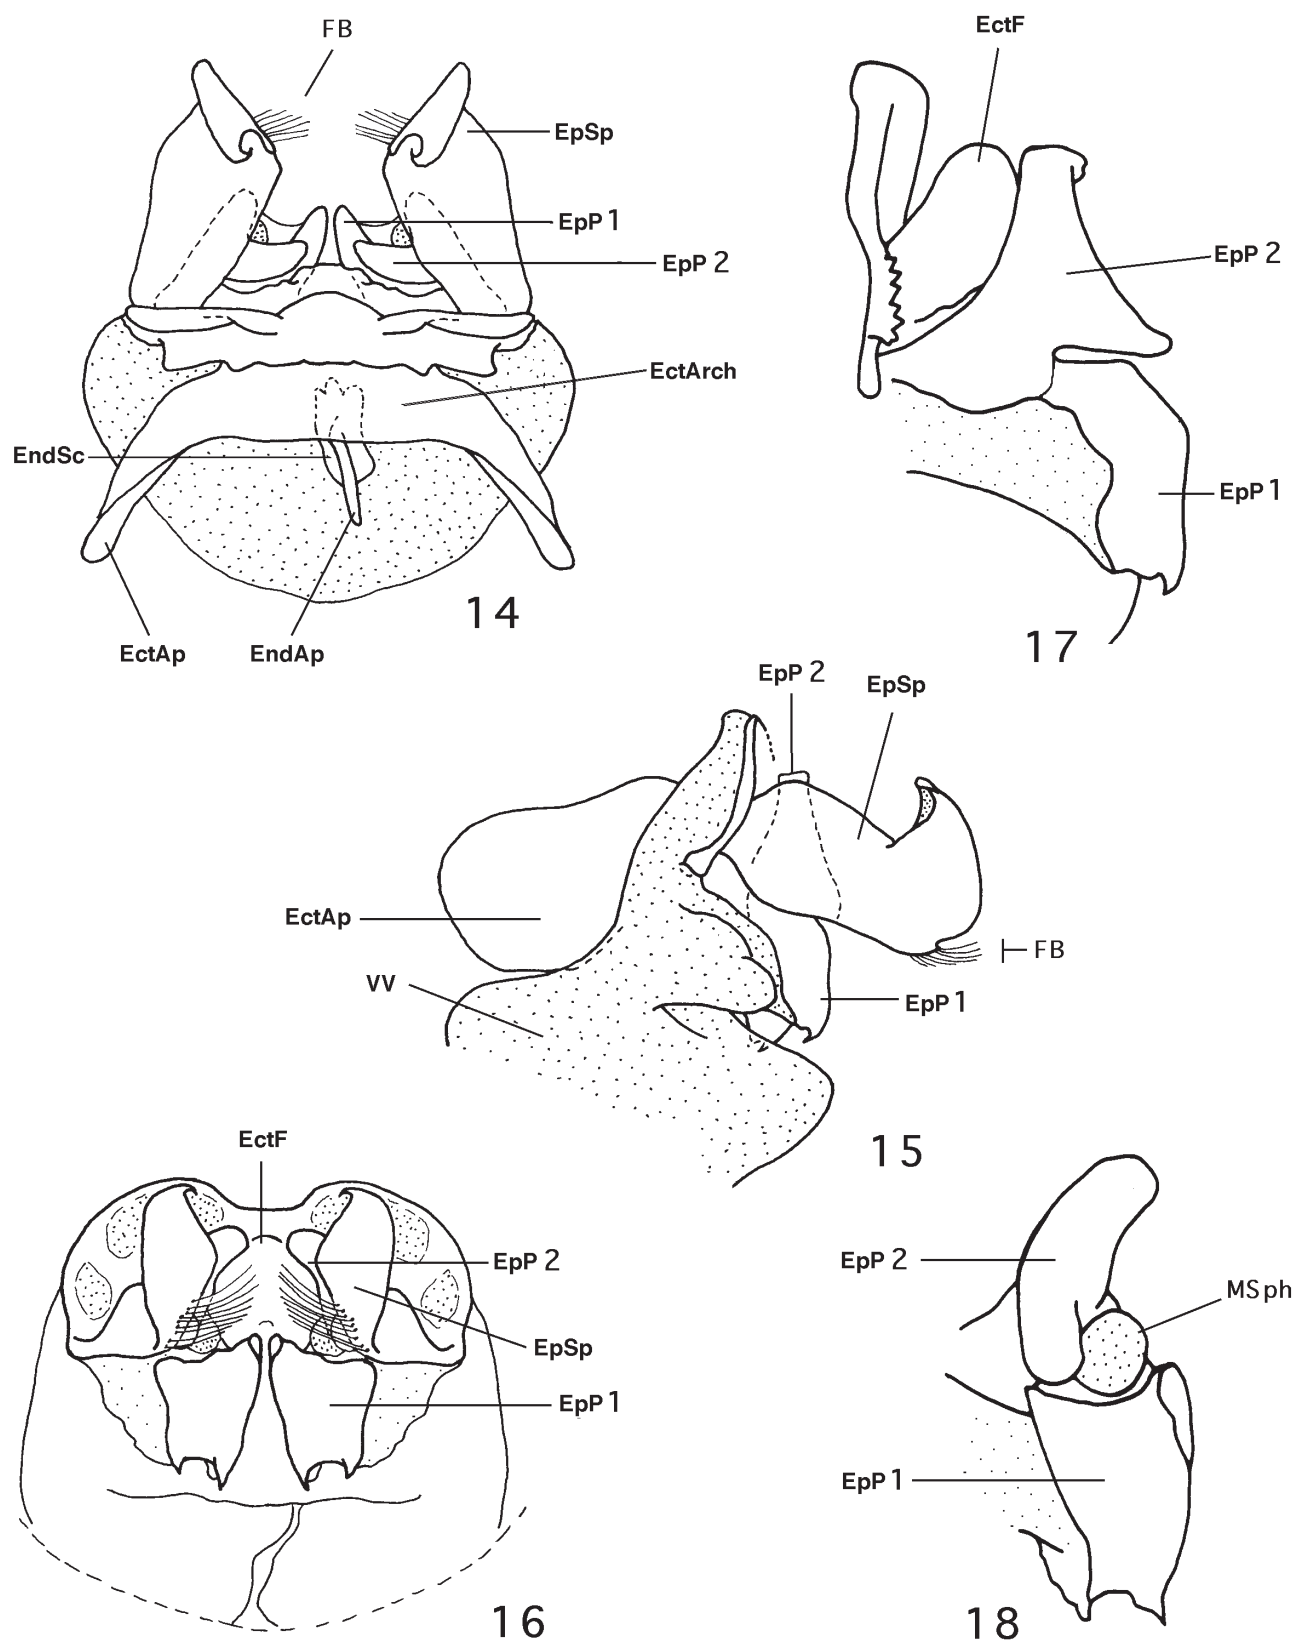 FB
EpSp
EpP 1
EpP 2
EctArch
EndSc
EctAp
EndAp
14
EctF
EpP 2
EpP 1
17
EpP 2
EpSp
EctAp
VV
FB
EpP 1
15
EctF
EpP 2
EpSp
EpP 1
16
EpP 2
MSph
EpP 1
18